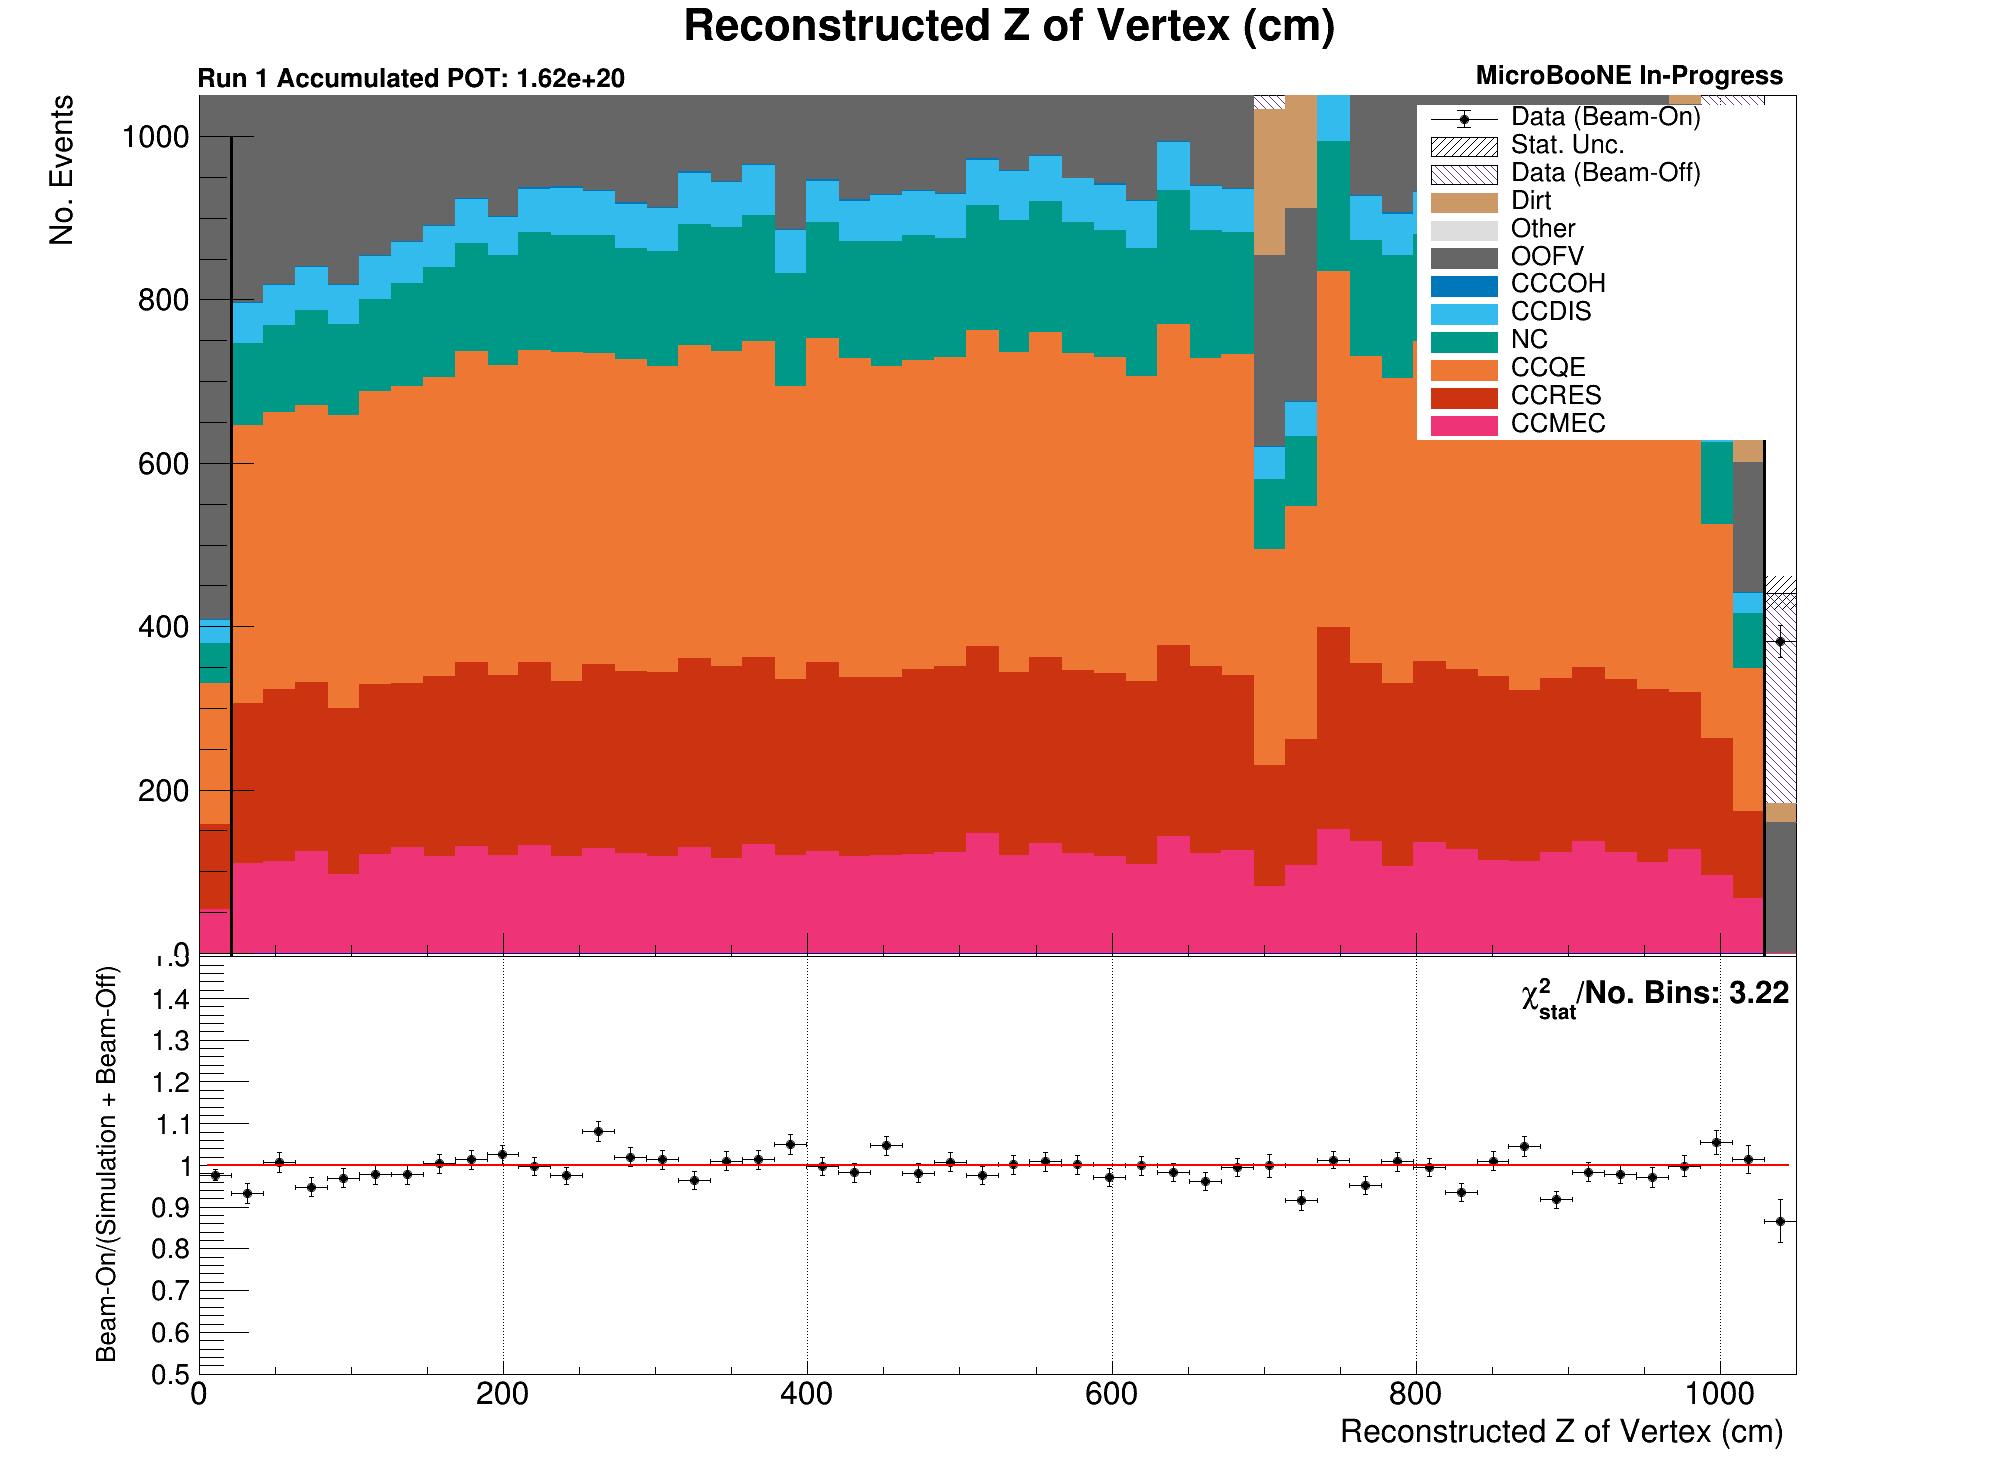 Reconstructed Z of Vertex (cm)
Run 1 Accumulated POT: 1.62e+20
MicroBooNE In-Progress
No. Events
1000
800
600
400
200
0
Data (Beam-On)
Stat. Unc.
Data (Beam-Off)
Dirt
Other
OOFV
CCCOH
CCDIS
NC
CCQE
CCRES
CCMEC
Beam-On/(Simulation + Beam-Off)
1.5
1.4
1.3
1.2
1.1
1
0.9
0.8
0.7
0.6
0.5
χ²stat/No. Bins: 3.22
0 200 400 600 800 1000
Reconstructed Z of Vertex (cm)